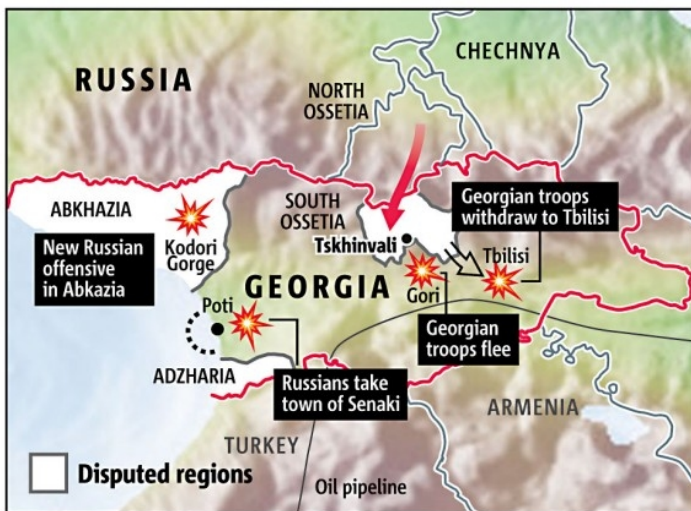 CHECHNYA
RUSSIA
NORTH
OSSETIA
ABKHAZIA
SOUTH
OSSETIA
Georgian troops
withdraw to Tbilisi
New Russian
offensive
in Abkazia
Kodori
Gorge
Tskhinvali
Tbilisi
GEORGIA
Gori
Poti
Georgian
troops flee
ADZHARIA
Russians take
town of Senaki
ARMENIA
TURKEY
Disputed regions
Oil pipeline